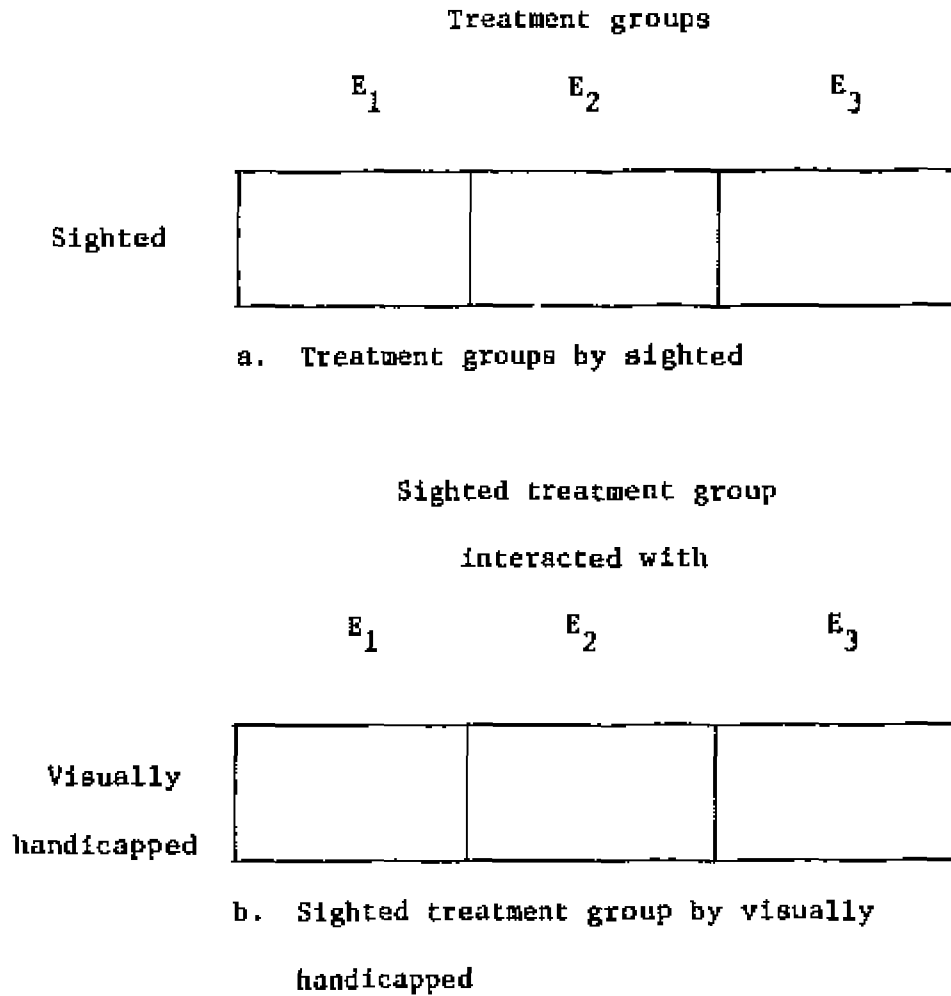 Treatment groups
E1 E2 E3
Sighted
a. Treatment groups by sighted
Sighted treatment group
interacted with
E1 E2 E3
Visually
handicapped
b. Sighted treatment group by visually
handicapped